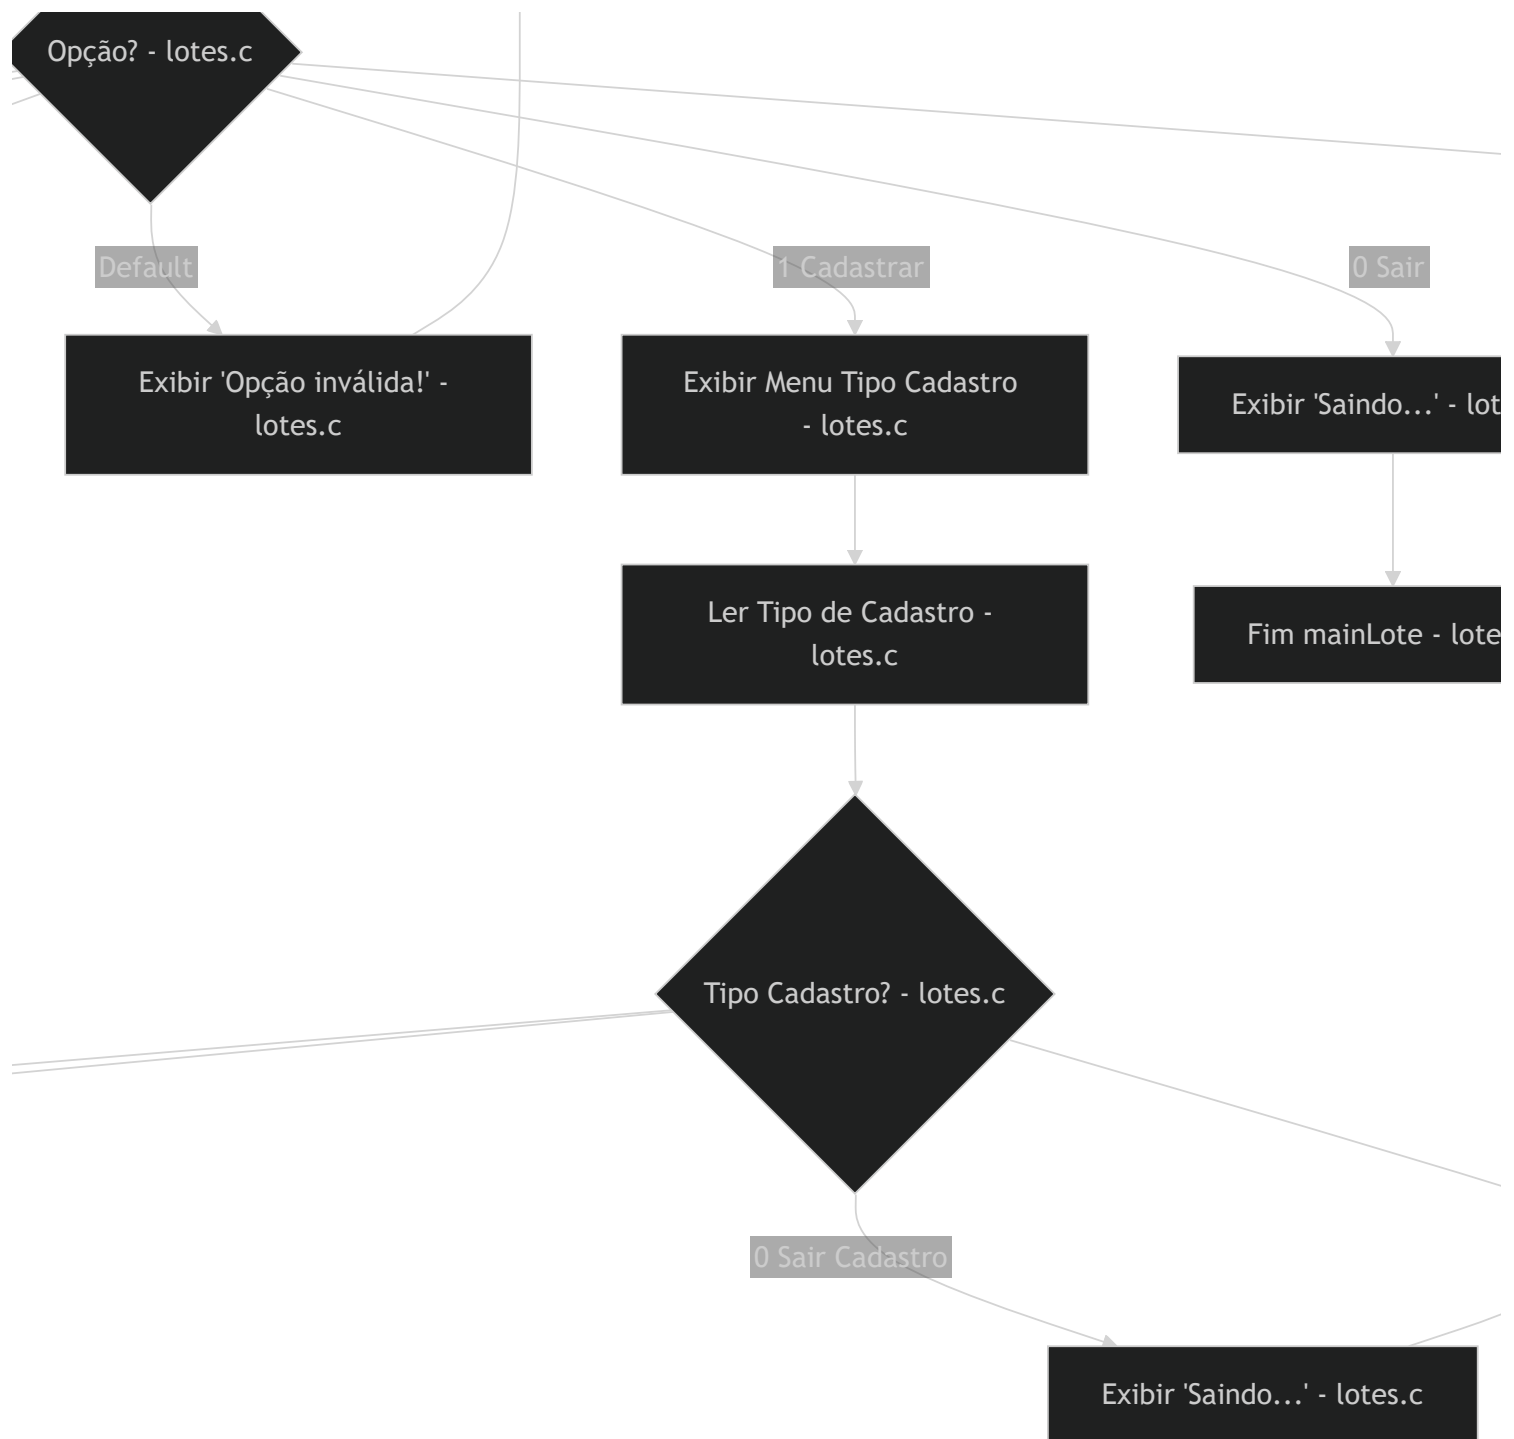 Opção? - lotes.c
Default
1 Cadastrar
0 Sair
Exibir 'Opção inválida!' -
lotes.c
Exibir Menu Tipo Cadastro
- lotes.c
Exibir 'Saindo...' - lot
Ler Tipo de Cadastro -
lotes.c
Fim mainLote - lote
Tipo Cadastro? - lotes.c
0 Sair Cadastro
Exibir 'Saindo...' - lotes.c